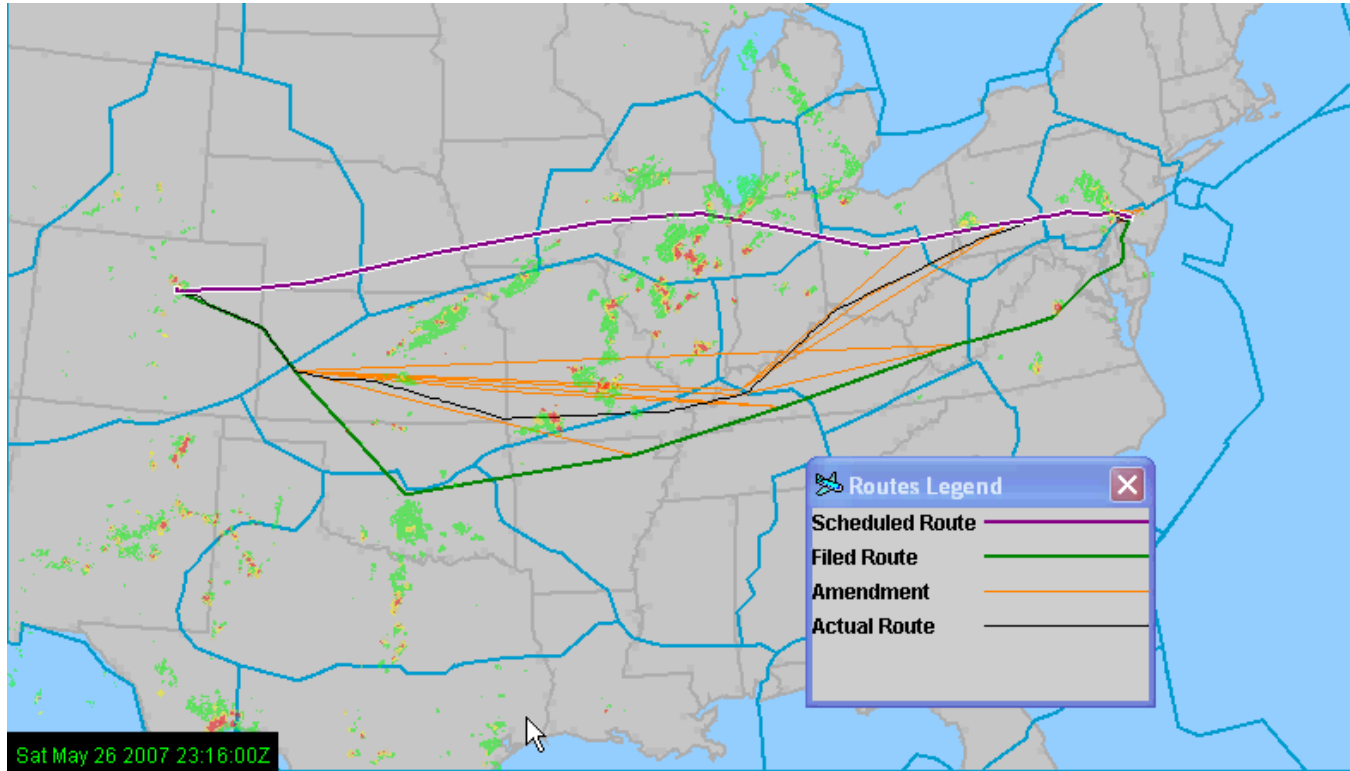 Routes Legend
Scheduled Route
Filed Route
Amendment
Actual Route
Sat May 26 2007 23:16:00Z